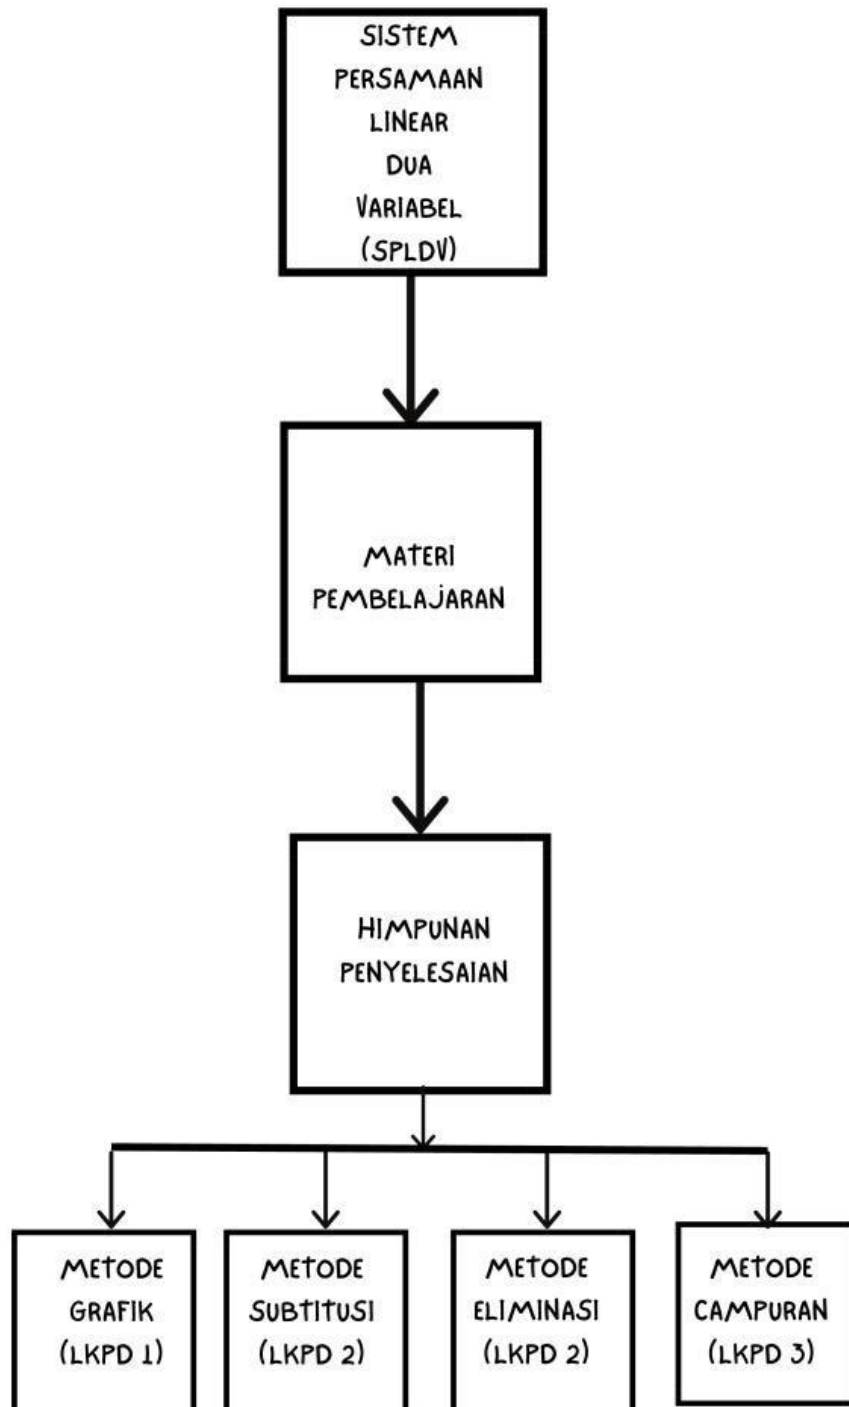 SISTEM
PERSAMAAN
LINEAR
DUA
VARIABEL
(SPLDV)
MATERI
PEMBELAJARAN
HIMPUNAN
PENYELESAIAN
METODE
GRAFIK
(LKPD 1)
METODE
SUBTITUSI
(LKPD 2)
METODE
ELIMINASI
(LKPD 2)
METODE
CAMPURAN
(LKPD 3)